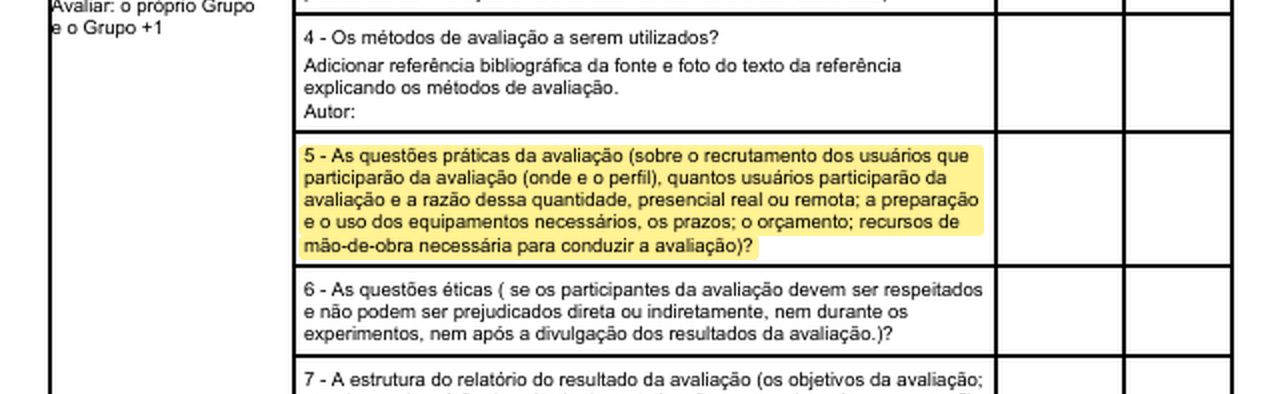 Avaliar: o próprio Grupo
e o Grupo +1
4 - Os métodos de avaliação a serem utilizados?
Adicionar referência bibliográfica da fonte e foto do texto da referência
explicando os métodos de avaliação.
Autor:
5 - As questões práticas da avaliação (sobre o recrutamento dos usuários que
participarão da avaliação (onde e o perfil), quantos usuários participarão da
avaliação e a razão dessa quantidade, presencial real ou remota; a preparação
e o uso dos equipamentos necessários, os prazos; o orçamento; recursos de
mão-de-obra necessária para conduzir a avaliação)?
6 - As questões éticas ( se os participantes da avaliação devem ser respeitados
e não podem ser prejudicados direta ou indiretamente, nem durante os
experimentos, nem após a divulgação dos resultados da avaliação.)?
7 - A estrutura do relatório do resultado da avaliação (os objetivos da avaliação;